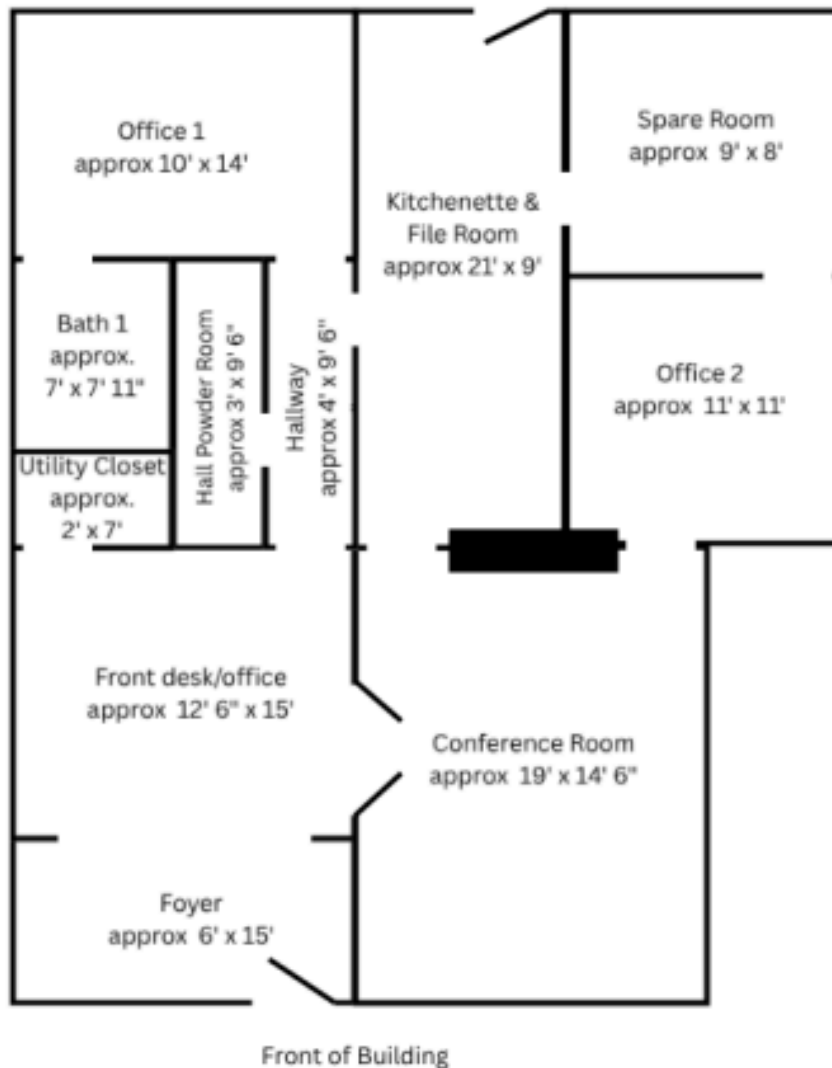 Office 1
approx 10' x 14'
Spare Room
approx 9' x 8'
Kitchenette &
File Room
approx 21' x 9'
Bath 1
approx.
7' x 7' 11"
Hall Powder Room
approx 3' x 9' 6"
Hallway
approx 4' x 9' 6"
Office 2
approx 11' x 11'
Utility Closet
approx.
2' x 7'
Front desk/office
approx 12' 6" x 15'
Conference Room
approx 19' x 14' 6"
Foyer
approx 6' x 15'
Front of Building